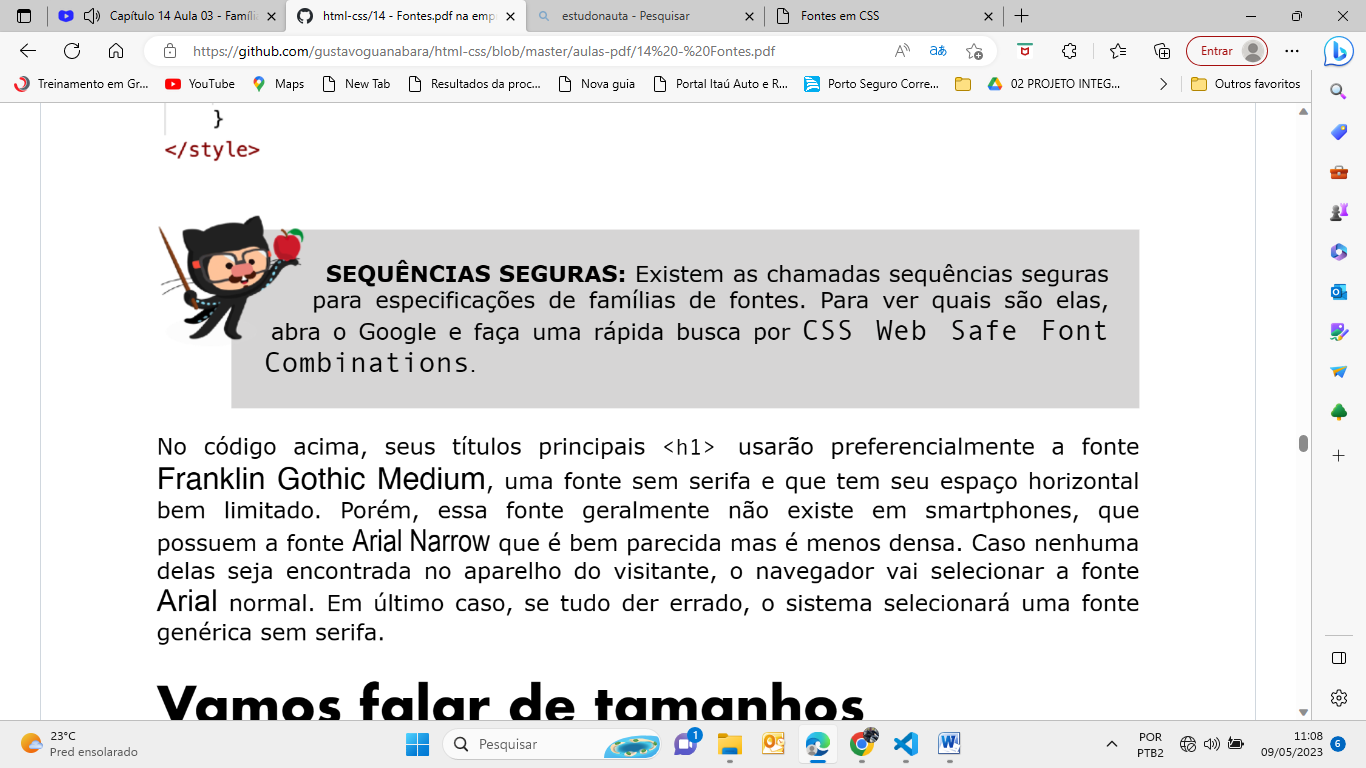 Capítulo 14 Aula 03 - Famíli
html-css/14 - Fontes.pdf na emp
estudonauta - Pesquisar
Fontes em CSS
https://github.com/gustavoguanabara/html-css/blob/master/aulas-pdf/14%20-%20Fontes.pdf
Entrar
Treinamento em Gr...
YouTube
Maps
New Tab
Resultados da proc...
Nova guia
Portal Itaú Auto e R...
Porto Seguro Corre...
02 PROJETO INTEG...
Outros favoritos
}
</style>
SEQUÊNCIAS SEGURAS: Existem as chamadas sequências seguras
para especificações de famílias de fontes. Para ver quais são elas,
abra o Google e faça uma rápida busca por CSS Web Safe Font
Combinations.
No código acima, seus títulos principais <h1> usarão preferencialmente a fonte
Franklin Gothic Medium, uma fonte sem serifa e que tem seu espaço horizontal
bem limitado. Porém, essa fonte geralmente não existe em smartphones, que
possuem a fonte Arial Narrow que é bem parecida mas é menos densa. Caso nenhuma
delas seja encontrada no aparelho do visitante, o navegador vai selecionar a fonte
Arial normal. Em último caso, se tudo der errado, o sistema selecionará uma fonte
genérica sem serifa.
Vamos falar de tamanhos
23°C
Pred ensolarado
Pesquisar
1
POR
PTB2
11:08
09/05/2023
6